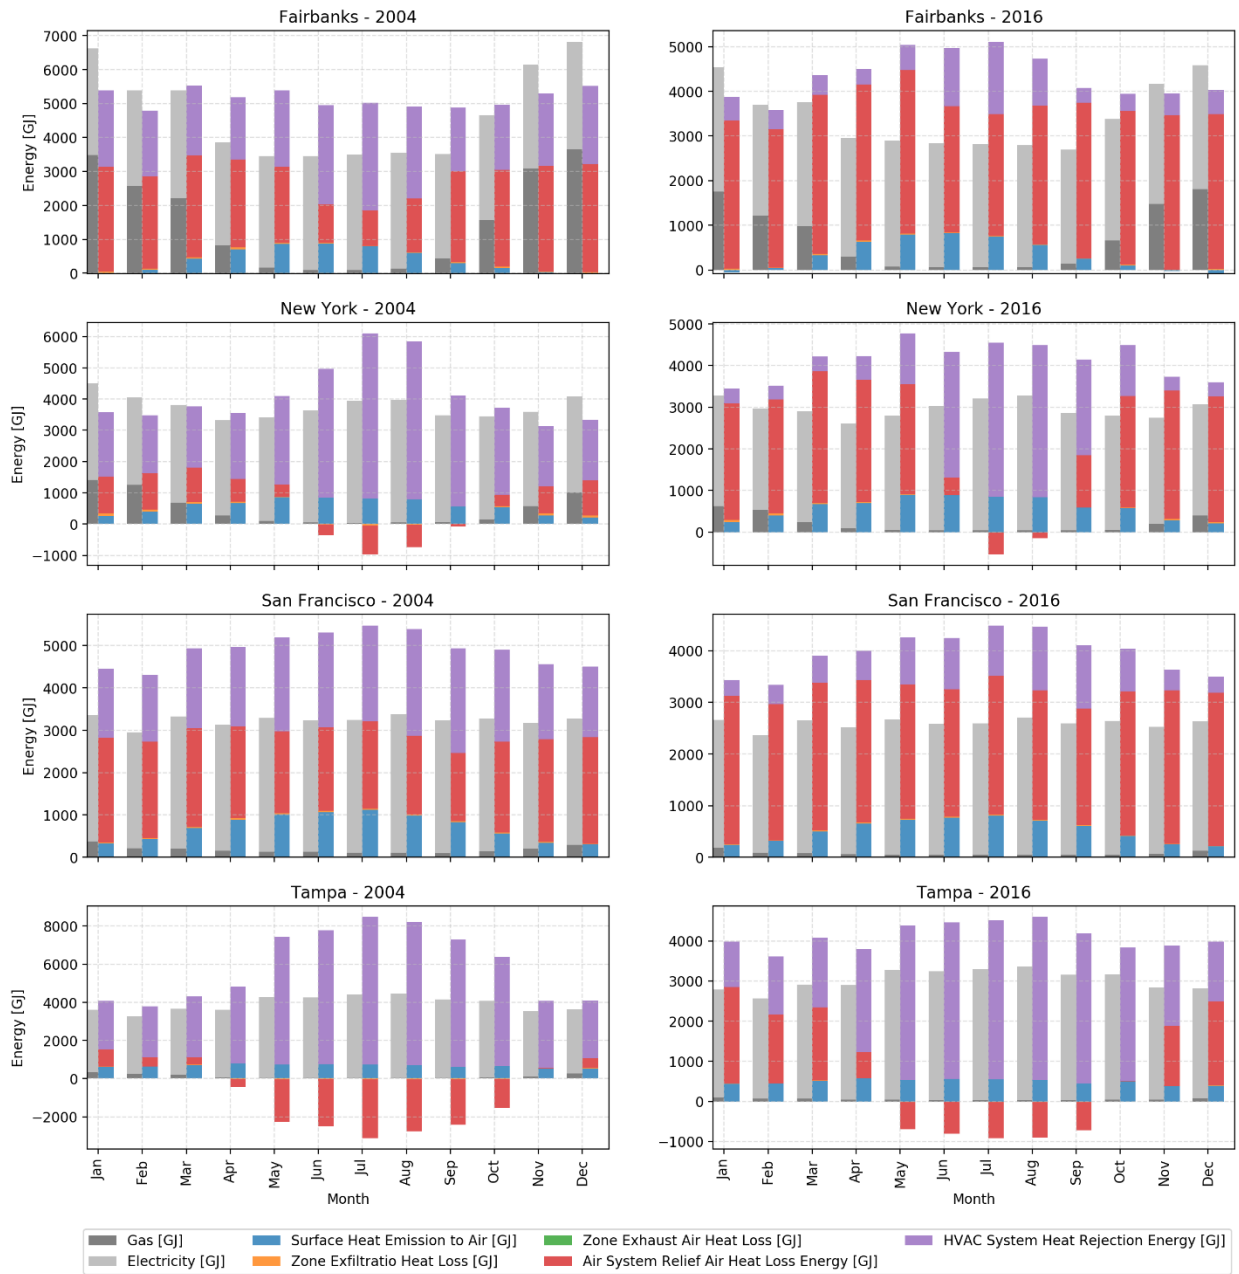 Fairbanks - 2004
Fairbanks - 2016
Energy [GJ]
7000
6000
5000
4000
3000
2000
1000
0
5000
4000
3000
2000
1000
0
New York - 2004
New York - 2016
Energy [GJ]
6000
5000
4000
3000
2000
1000
0
−1000
5000
4000
3000
2000
1000
0
San Francisco - 2004
San Francisco - 2016
Energy [GJ]
5000
4000
3000
2000
1000
0
4000
3000
2000
1000
0
Tampa - 2004
Tampa - 2016
Energy [GJ]
8000
6000
4000
2000
0
−2000
4000
3000
2000
1000
0
−1000
Jan Feb Mar Apr May Jun Jul Aug Sep Oct Nov Dec
Jan Feb Mar Apr May Jun Jul Aug Sep Oct Nov Dec
Month
Month
Gas [GJ]
Electricity [GJ]
Surface Heat Emission to Air [GJ]
Zone Exfiltratio Heat Loss [GJ]
Zone Exhaust Air Heat Loss [GJ]
Air System Relief Air Heat Loss Energy [GJ]
HVAC System Heat Rejection Energy [GJ]